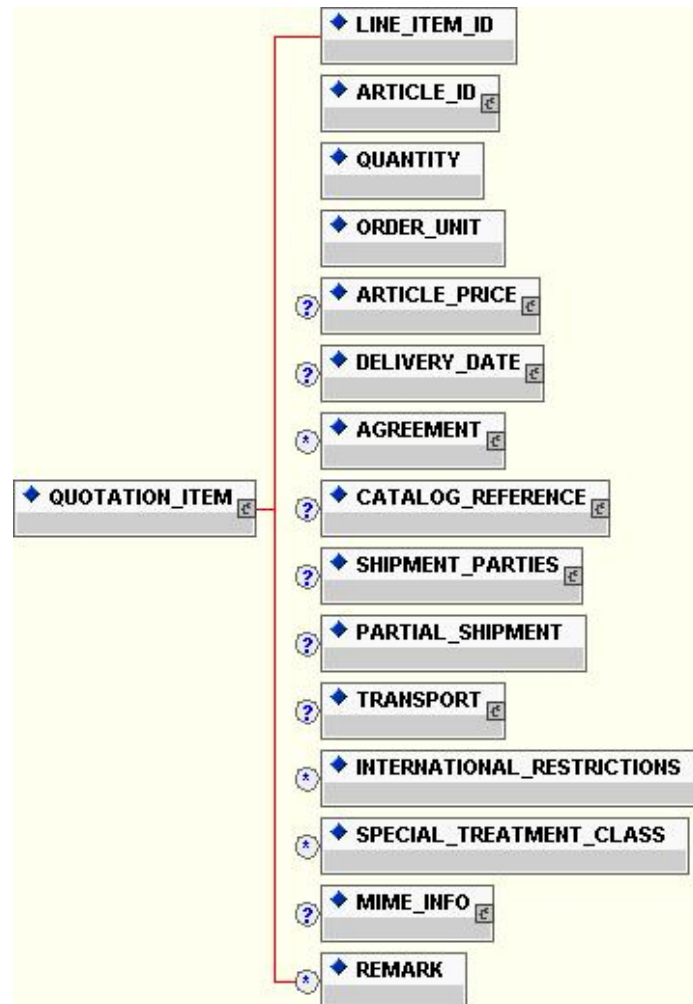 LINE_ITEM_ID
ARTICLE_ID
QUANTITY
ORDER_UNIT
? ARTICLE_PRICE
? DELIVERY_DATE
* AGREEMENT
QUOTATION_ITEM
? CATALOG_REFERENCE
? SHIPMENT_PARTIES
? PARTIAL_SHIPMENT
? TRANSPORT
* INTERNATIONAL_RESTRICTIONS
* SPECIAL_TREATMENT_CLASS
? MIME_INFO
* REMARK